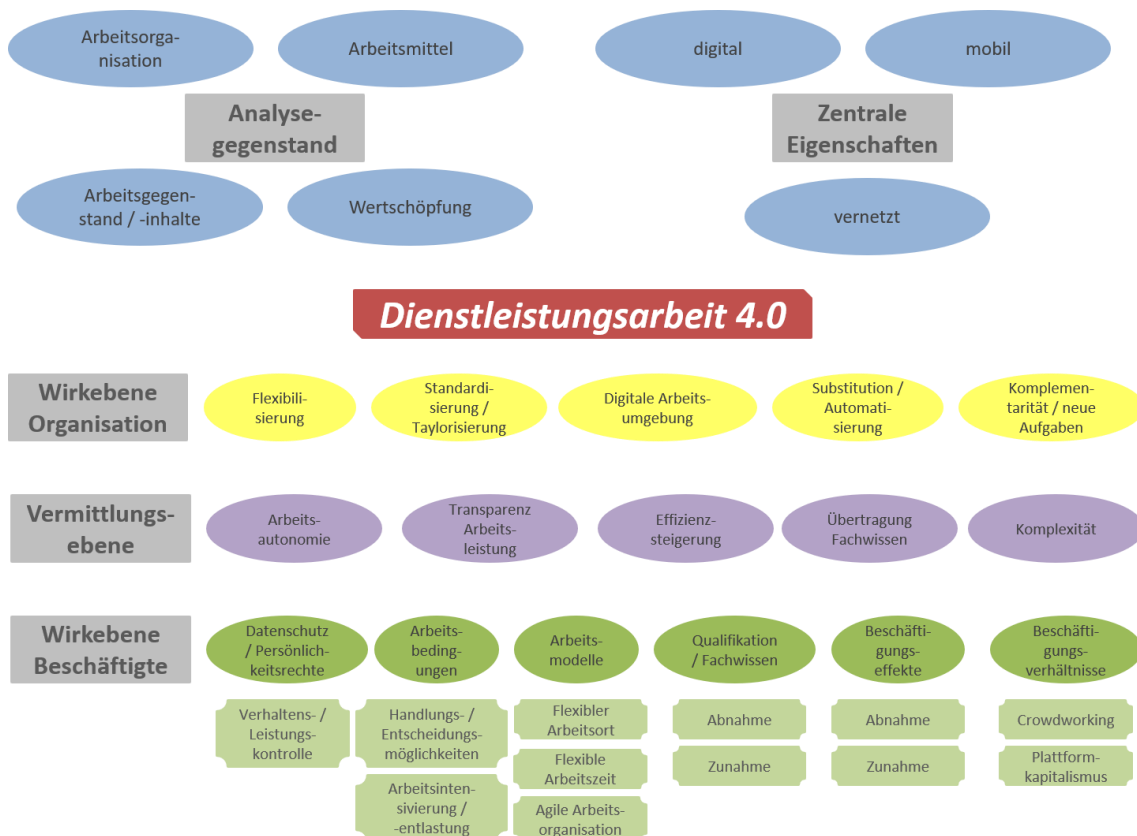 Arbeitsorga-
nisation
Arbeitsmittel
Analyse-
gegenstand
Arbeitsgegen-
stand / -inhalte
Wertschöpfung
digital
mobil
Zentrale
Eigenschaften
vernetzt
Dienstleistungsarbeit 4.0
Wirkebene
Organisation
Flexibili-
sierung
Standardi-
sierung /
Taylorisierung
Digitale Arbeits-
umgebung
Substitution /
Automati-
sierung
Komplemen-
tarität / neue
Aufgaben
Vermittlungs-
ebene
Arbeits-
autonomie
Transparenz
Arbeits-
leistung
Effizienz-
steigerung
Übertragung
Fachwissen
Komplexität
Wirkebene
Beschäftigte
Datenschutz
/ Persönlich-
keitsrechte
Arbeits-
bedingu-
ungen
Arbeits-
modelle
Qualifikation
/ Fachwissen
Beschäfti-
gungs-
effekte
Beschäfti-
gungs-
verhältnisse
Verhaltens- /
Leistungs-
kontrolle
Handlungs- /
Entscheidungs-
möglichkeiten
Arbeitsinten-
sivierung /
-entlastung
Flexibler
Arbeitsort
Flexible
Arbeitszeit
Agile Arbeits-
organisation
Abnahme
Zunahme
Abnahme
Zunahme
Crowdworking
Plattform-
kapitalismus